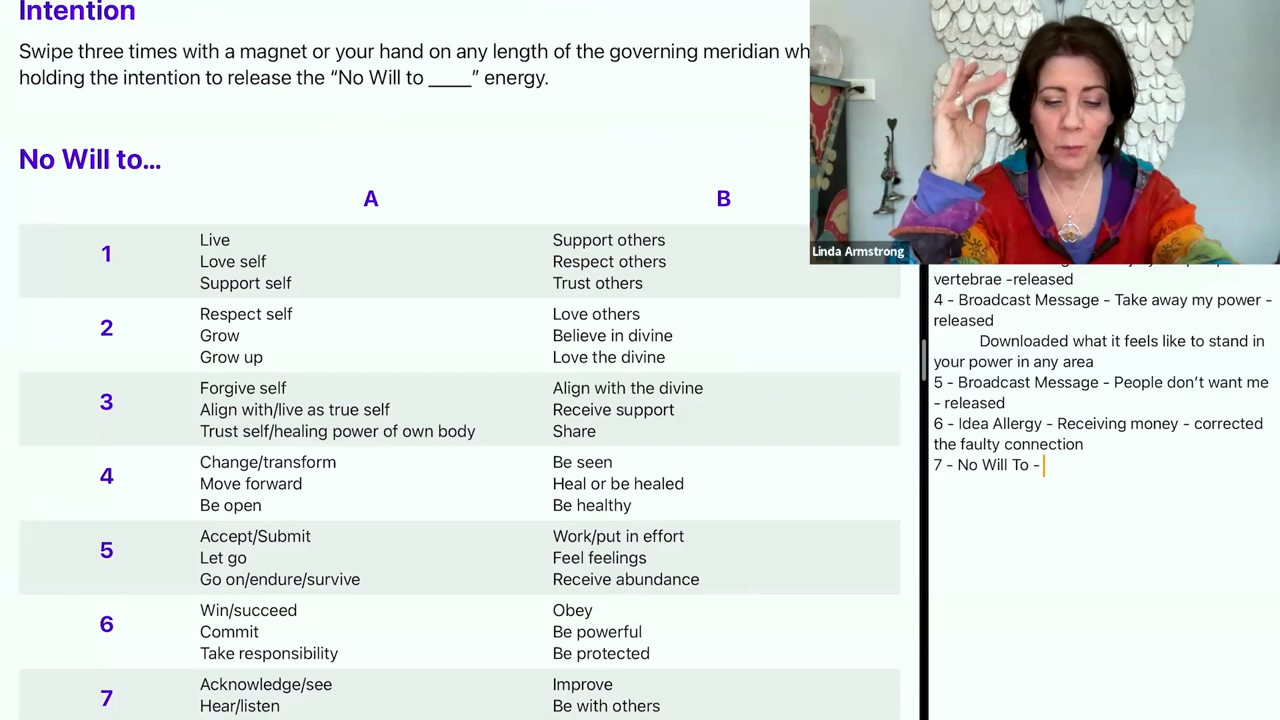 Intention
Swipe three times with a magnet or your hand on any length of the governing meridian
holding the intention to release the “No Will to _____” energy.
No Will to...
A B
1
Live
Love self
Support self
Support others
Respect others
Trust others
2
Respect self
Grow
Grow up
Love others
Believe in divine
Love the divine
3
Forgive self
Align with/live as true self
Trust self/healing power of own body
Align with the divine
Receive support
Share
4
Change/transform
Move forward
Be open
Be seen
Heal or be healed
Be healthy
5
Accept/Submit
Let go
Go on/endure/survive
Work/put in effort
Feel feelings
Receive abundance
6
Win/succeed
Commit
Take responsibility
Obey
Be powerful
Be protected
7
Acknowledge/see
Hear/listen
Improve
Be with others
Linda Armstrong
vertebrae -released
4 - Broadcast Message - Take away my power -
released
Downloaded what it feels like to stand in
your power in any area
5 - Broadcast Message - People don’t want me
- released
6 - Idea Allergy - Receiving money - corrected
the faulty connection
7 - No Will To -